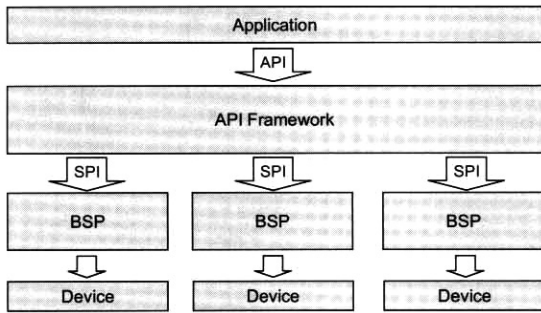 Application
API
API Framework
SPI SPI SPI
BSP BSP BSP
Device Device Device